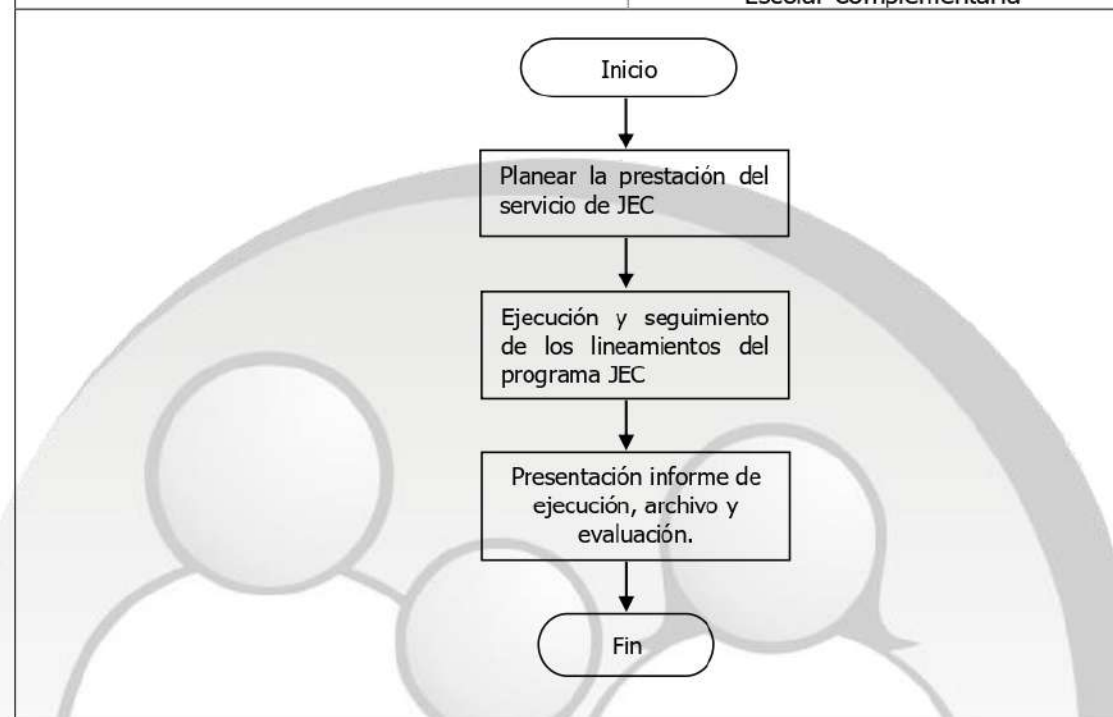 Escolar Complementaria
Inicio
Planear la prestación del
servicio de JEC
Ejecución y seguimiento
de los lineamientos del
programa JEC
Presentación informe de
ejecución, archivo y
evaluación.
Fin